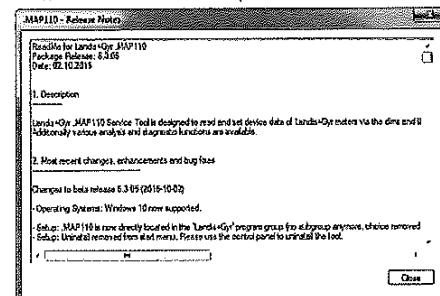 .MAP110 - Release Notes
ReadMe for Landis+Gyr .MAP110
Package Release: 6.3.05
Date: 02.10.2015
1. Description
Landis+Gyr .MAP110 Service Tool is designed to read and set device data of Landis+Gyr meters via the dlms and I
Additionally various analysis and diagnostic functions are available.
2. Most recent changes, enhancements and bug fixes
Changes to beta release 6.3.05 (2015-10-02)
- Operating Systems: Windows 10 now supported.
- Setup: .MAP110 is now directly located in the "Landis+Gyr" program group (no subgroup anymore, choice removed
- Setup: Uninstall removed from start menu. Please use the control panel to uninstall the tool.
Close